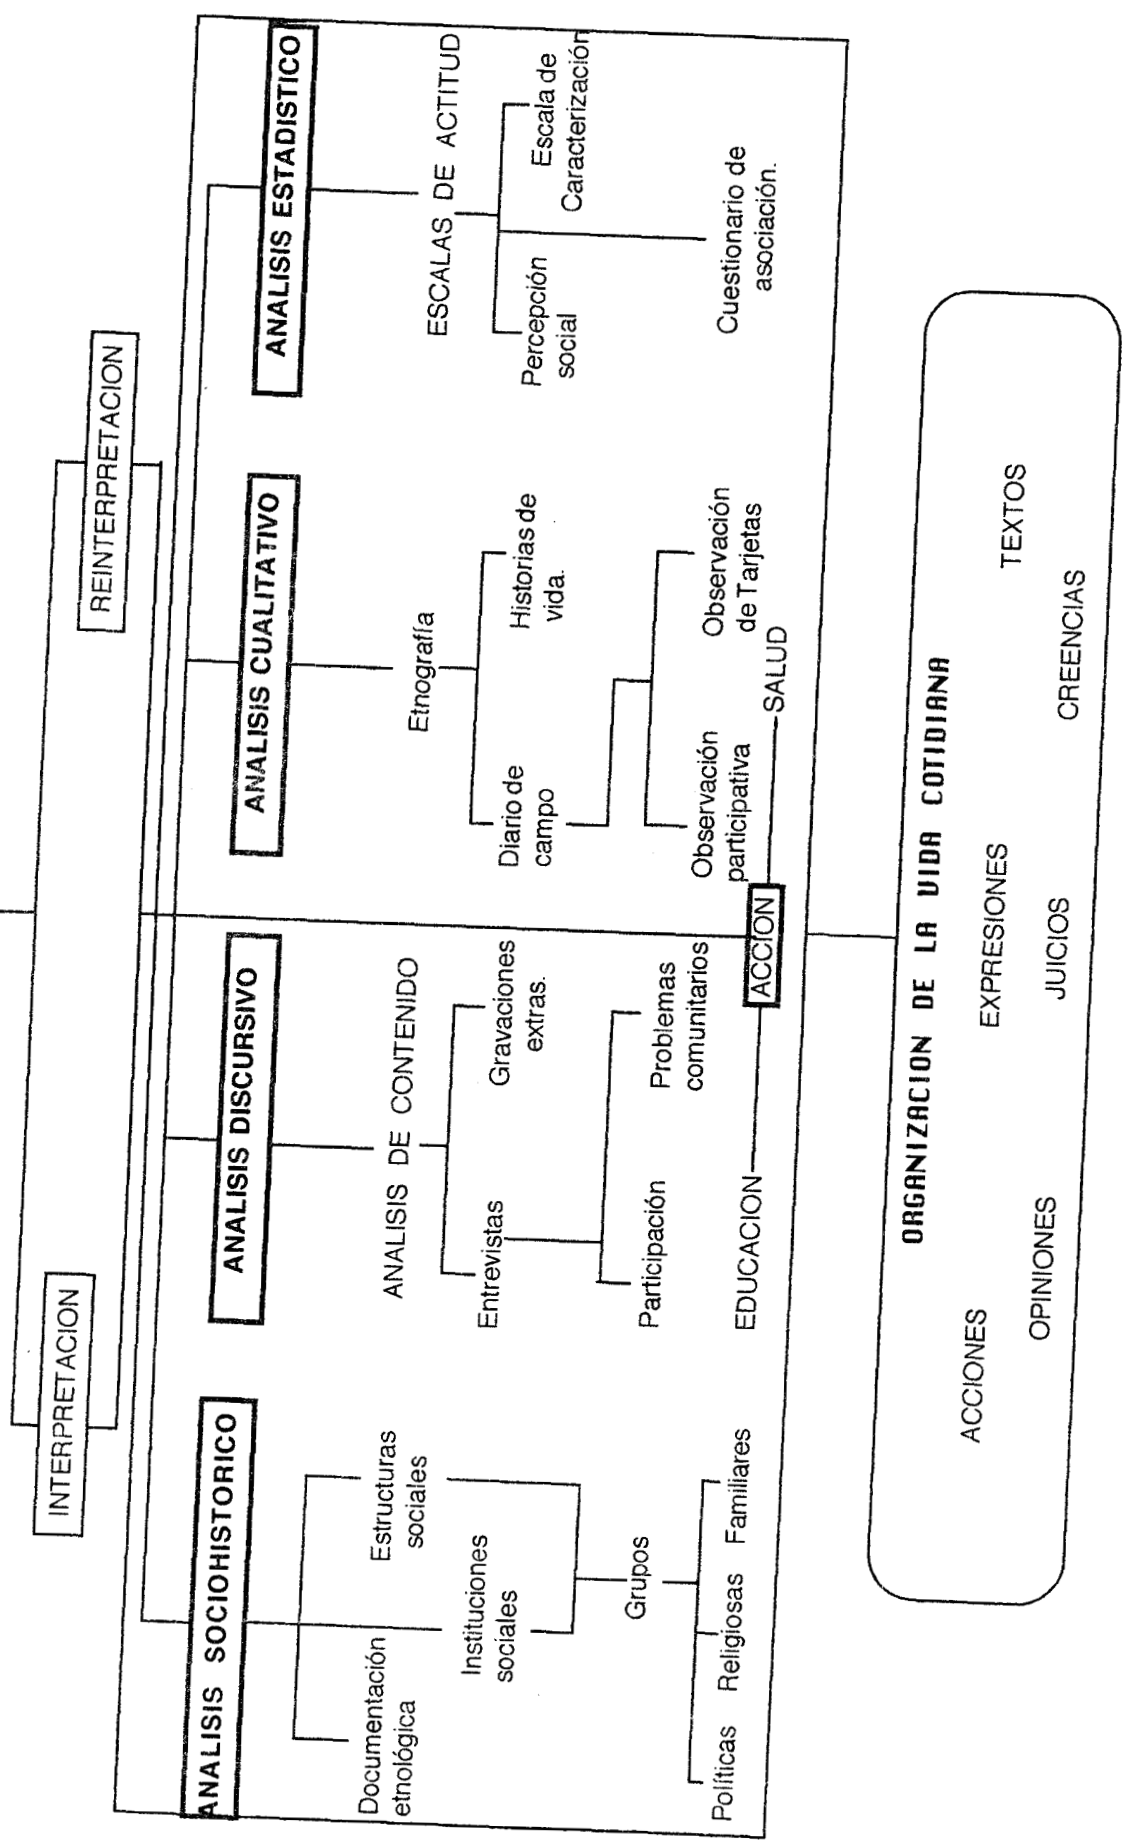 INTERPRETACION
REINTERPRETACION
ANALISIS SOCIOHISTORICO
ANALISIS DISCURSIVO
ANALISIS CUALITATIVO
ANALISIS ESTADISTICO
Documentación
etnológica
Estructuras
sociales
Instituciones
sociales
Grupos
Políticas
Religiosas
Familiares
ANALISIS DE CONTENIDO
Entrevistas
Gravaciones
extras.
Participación
Problemas
comunitarios
Etnografía
Diario de
campo
Historias de
vida.
Observación
participativa
Observación
de Tarjetas
ESCALAS DE ACTITUD
Percepción
social
Escala de
Caracterización
Cuestionario de
asociación.
EDUCACION
ACCION
SALUD
ORGANIZACION DE LA VIDA COTIDIANA
ACCIONES
EXPRESIONES
TEXTOS
OPINIONES
JUICIOS
CREENCIAS